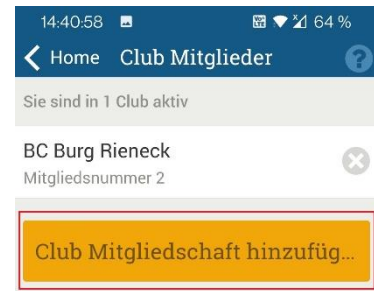 14:40:58 VoLTE 64 %
Home Club Mitglieder ?
Sie sind in 1 Club aktiv
BC Burg Rieneck
Mitgliedsnummer 2
Club Mitgliedschaft hinzufüg...